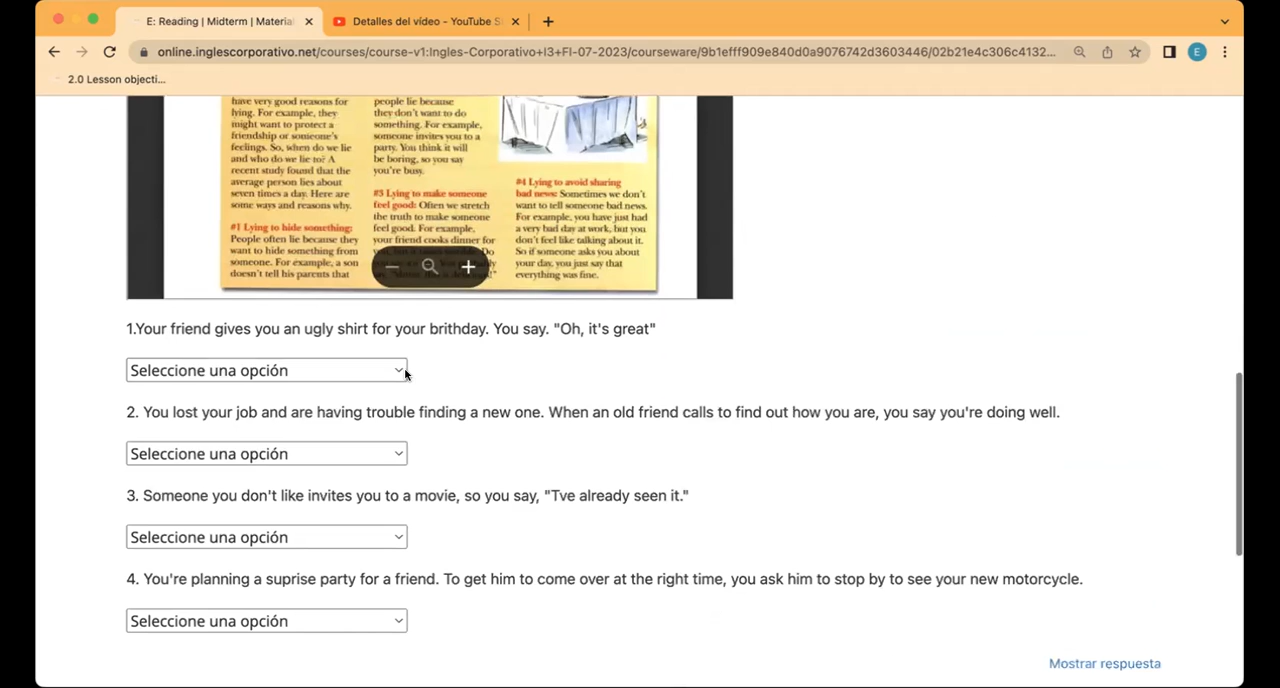 E: Reading | Midterm | Materia
Detalles del vídeo - YouTube S
online.inglescorporativo.net/courses/course-v1:Ingles-Corporativo+I3+FI-07-2023/courseware/9b1efff909e840d0a9076742d3603446/02b21e4c306c4132...
E
2.0 Lesson objecti...
have very good reasons for
lying. For example, they
might want to protect a
friendship or someone's
feelings. So, when do we lie
and who do we lie to? A
recent study found that the
average person lies about
seven times a day. Here are
some ways and reasons why.
#1 Lying to hide something:
People often lie because they
want to hide something from
someone. For example, a son
doesn't tell his parents that
people lie because
they don't want to do
something. For example,
someone invites you to a
party. You think it will
be boring, so you say
you're busy.
#3 Lying to make someone
feel good: Often we stretch
the truth to make someone
feel good. For example,
your friend cooks dinner for
#4 Lying to avoid sharing
bad news: Sometimes we don't
want to tell someone bad news.
For example, you have just had
a very bad day at work, but you
don't feel like talking about it.
So if someone asks you about
your day, you just say that
everything was fine.
1.Your friend gives you an ugly shirt for your brithday. You say. "Oh, it's great"
Seleccione una opción
2. You lost your job and are having trouble finding a new one. When an old friend calls to find out how you are, you say you're doing well.
Seleccione una opción
3. Someone you don't like invites you to a movie, so you say, "Tve already seen it."
Seleccione una opción
4. You're planning a suprise party for a friend. To get him to come over at the right time, you ask him to stop by to see your new motorcycle.
Seleccione una opción
Mostrar respuesta